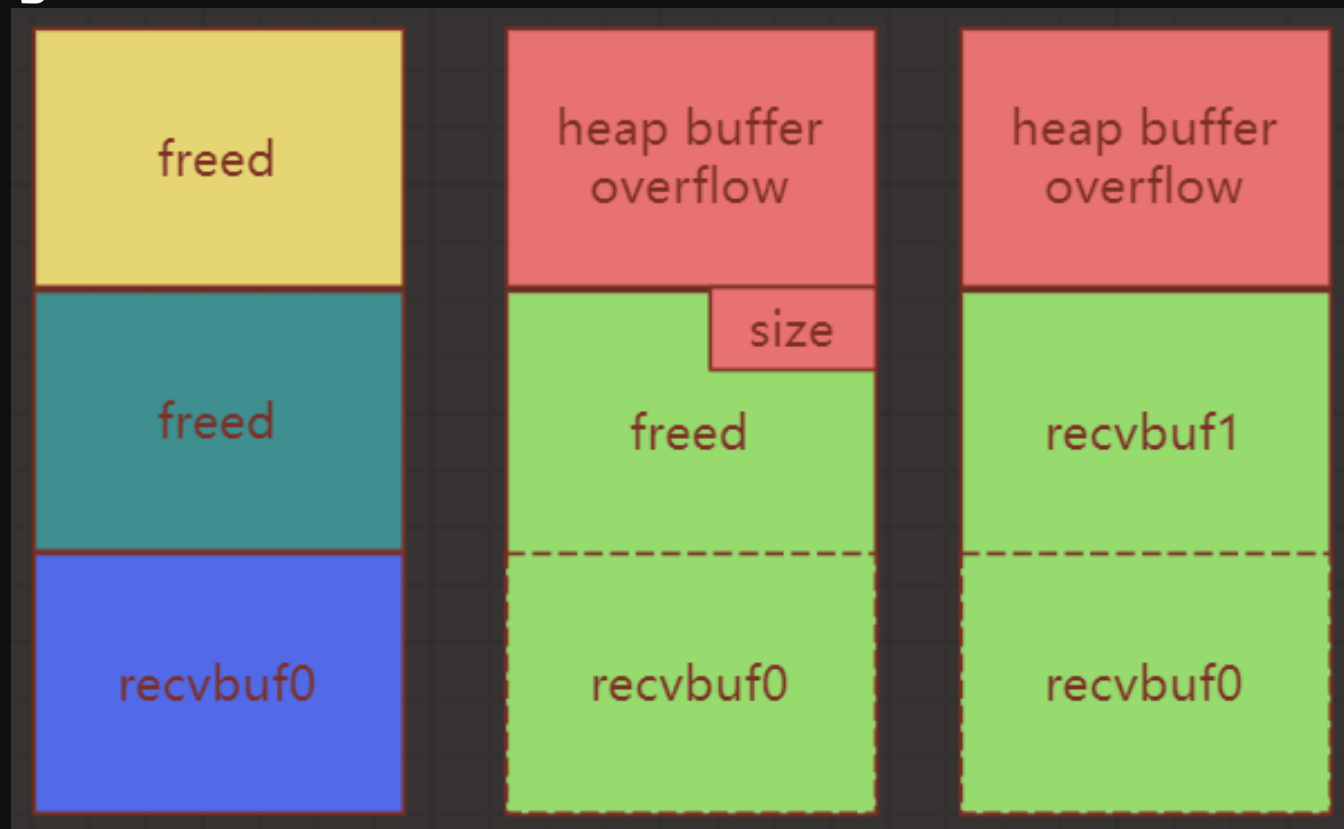 freed
freed
recvbuf0
heap buffer
overflow
size
freed
recvbuf0
heap buffer
overflow
recvbuf1
recvbuf0